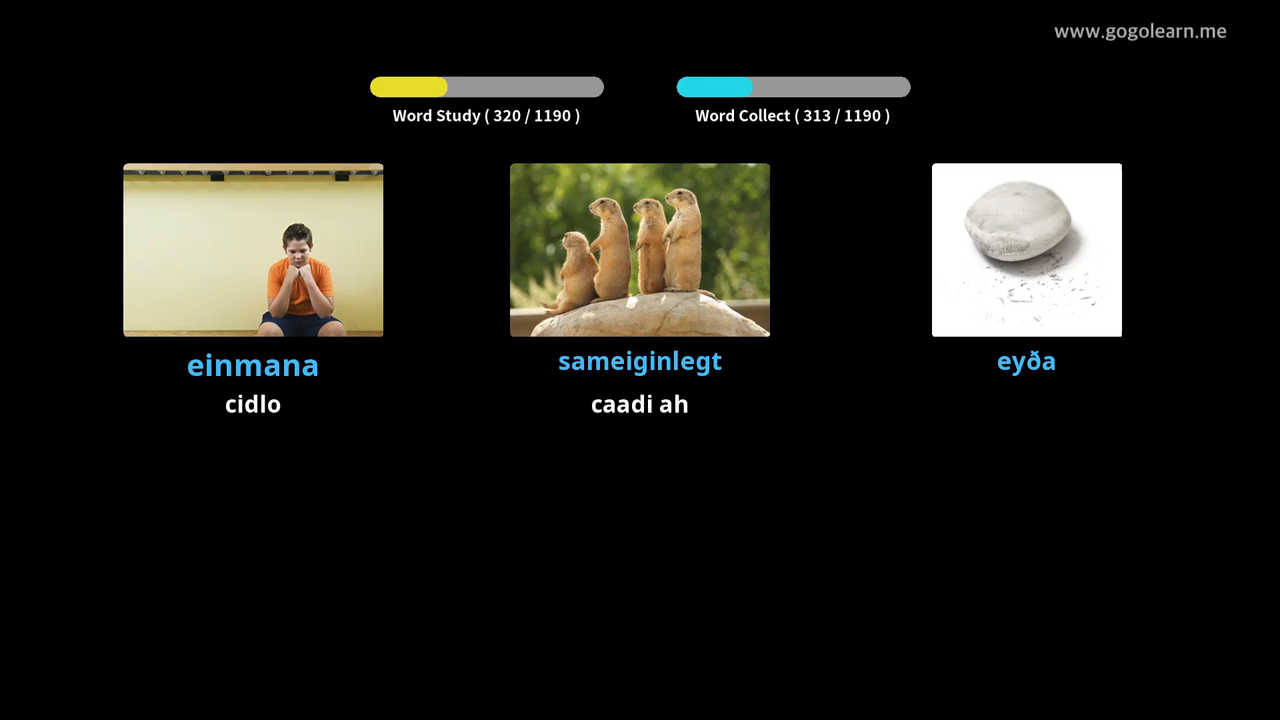 www.gogolearn.me
Word Study ( 320 / 1190 )
Word Collect ( 313 / 1190 )
einmana
sameiginlegt
eyða
cidlo
caadi ah